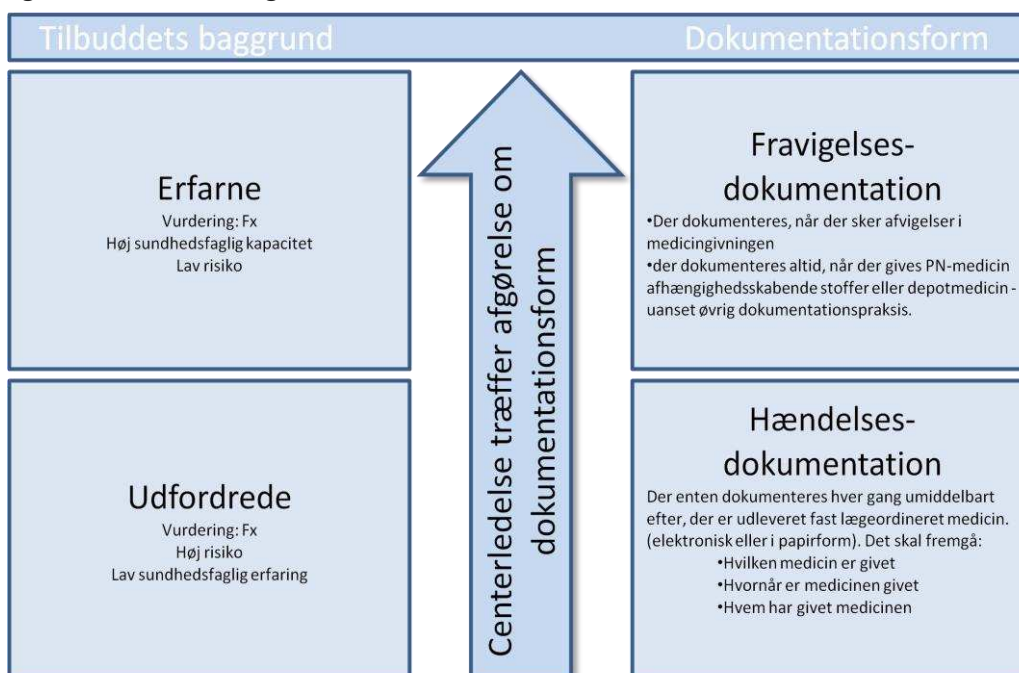 Tilbuddets baggrund
Dokumentationsform
Erfarne
Vurdering: Fx
Høj sundhedsfaglig kapacitet
Lav risiko
Centerledelse træffer afgørelse om
dokumentationsform
Fravigelses-
dokumentation
•Der dokumenteres, når der sker afvigelser i
medicingivningen
•der dokumenteres altid, når der gives PN-medicin
afhængighedsskabende stoffer eller depotmedicin -
uanset øvrig dokumentationspraksis.
Udfordrede
Vurdering: Fx
Høj risiko
Lav sundhedsfaglig erfaring
Hændelses-
dokumentation
Der enten dokumenteres hver gang umiddelbart
efter, der er udleveret fast lægeordineret medicin.
(elektronisk eller i papirform). Det skal fremgå:
•Hvilken medicin er givet
•Hvornår er medicinen givet
•Hvem har givet medicinen